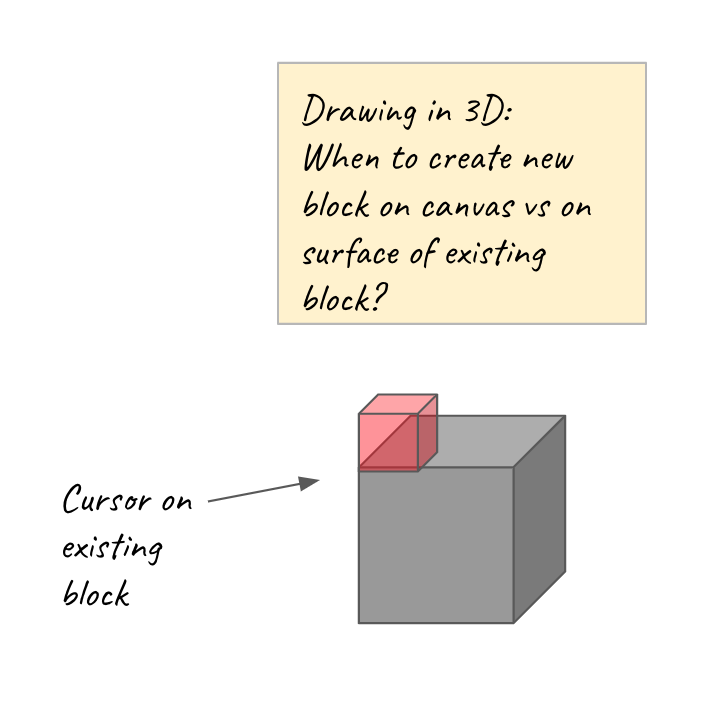 Drawing in 3D:
When to create new
block on canvas vs on
surface of existing
block?
Cursor on
existing
block